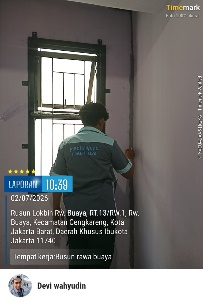 Timemark
LAPORAN 10:39
02/07/2026
Rusun Lokbin Rw. Buaya, RT.13/RW.1, Rw.
Buaya, Kecamatan Cengkareng, Kota
Jakarta Barat, Daerah Khusus Ibukota
Jakarta 11740
Tempat kerja:Rusun rawa buaya
Devi wahyudin